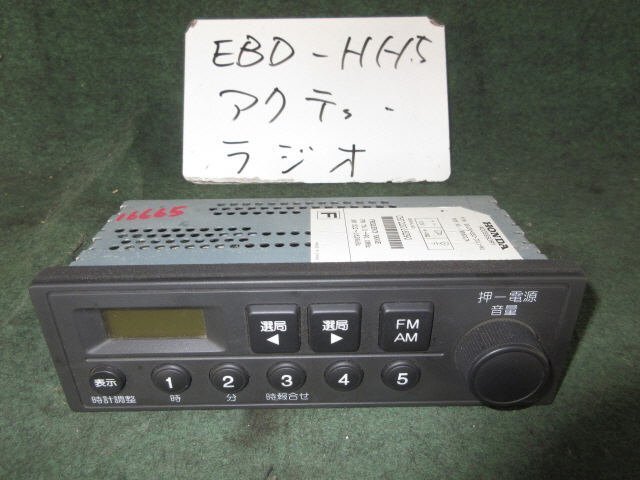 EBD-HH5
アクティー
ラジオ
16665
HONDA
F
押ー電源
音量
選局
◀
選局
▶
FM
AM
表示
1
2
3
4
5
時計調整
時
分
時報合せ